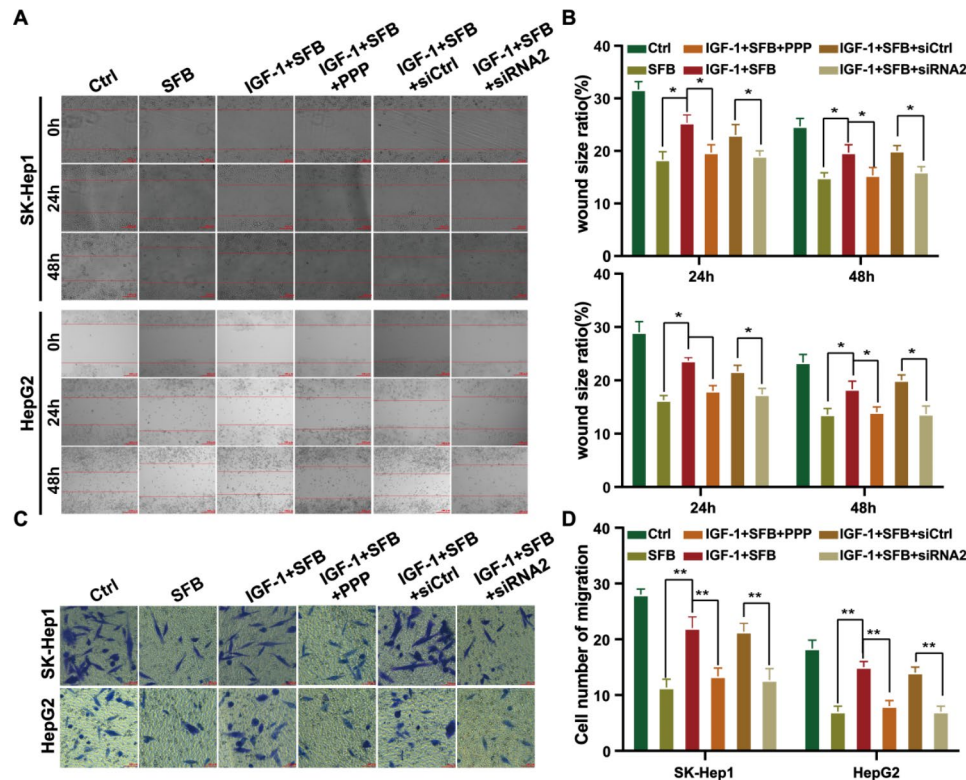 A
Ctrl
SFB
IGF-1+SFB
IGF-1+SFB
+PPP
IGF-1+SFB
+siCtrl
IGF-1+SFB
+siRNA2
SK-Hep1
0h
24h
48h
HepG2
0h
24h
48h
B
Ctrl
IGF-1+SFB+PPP
IGF-1+SFB+siCtrl
SFB
IGF-1+SFB
IGF-1+SFB+siRNA2
wound size ratio(%)
40
30
20
10
0
* * *
* * *
24h
48h
wound size ratio(%)
40
30
20
10
0
* *
* * *
24h
48h
C
Ctrl
SFB
IGF-1+SFB
IGF-1+SFB
+PPP
IGF-1+SFB
+siCtrl
IGF-1+SFB
+siRNA2
SK-Hep1
HepG2
D
Ctrl
IGF-1+SFB+PPP
IGF-1+SFB+siCtrl
SFB
IGF-1+SFB
IGF-1+SFB+siRNA2
Cell number of migration
40
30
20
10
0
** ** **
** ** **
SK-Hep1
HepG2